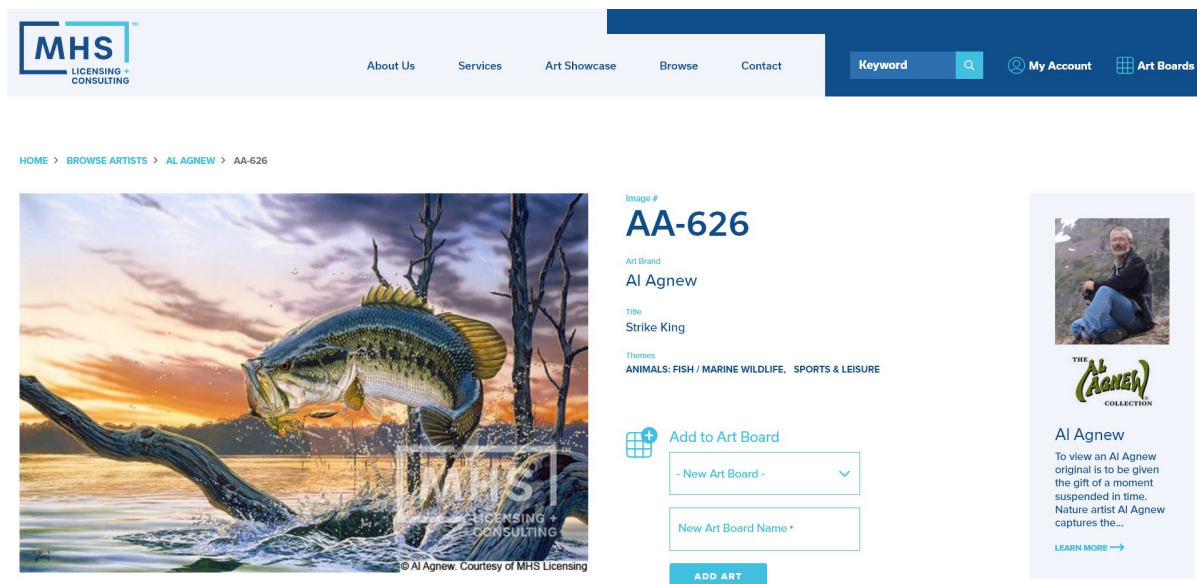 MHS
LICENSING +
CONSULTING
TM
About Us Services Art Showcase Browse Contact
Keyword
My Account
Art Boards
HOME > BROWSE ARTISTS > AL AGNEW > AA-626
MHS
LICENSING +
CONSULTING
© Al Agnew. Courtesy of MHS Licensing
Image #
AA-626
Art Brand
Al Agnew
Title
Strike King
Themes
ANIMALS: FISH / MARINE WILDLIFE, SPORTS & LEISURE
Add to Art Board
- New Art Board -
New Art Board Name *
ADD ART
THE
AL
AGNEW
COLLECTION
Al Agnew
To view an Al Agnew
original is to be given
the gift of a moment
suspended in time.
Nature artist Al Agnew
captures the...
LEARN MORE